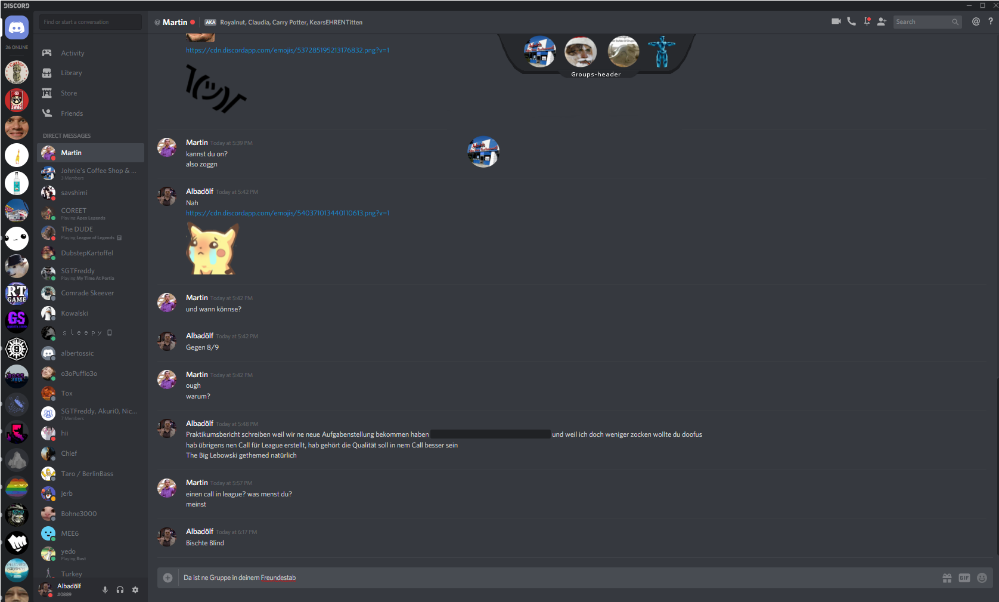 DISCORD
Find or start a conversation
@ Martin AKA Royalnut, Claudia, Carry Potter, KearsEHRENTitten
Search
@ ?
26 ONLINE
Activity
Library
Store
Friends
DIRECT MESSAGES
Martin
Johnie's Coffee Shop & ...
3 Members
savshimi
COREET
Playing Apex Legends
The DUDE
Playing League of Legends
DubstepKartoffel
SGTFreddy
Playing My Time At Portia
Comrade Skeever
Kowalski
s l e e p y
albertossic
o3oPuffio3o
Tox
SGTFreddy, Akuri0, Nic...
7 Members
hii
Chief
Taro / BerlinBass
jerb
Bohne3000
MEE6
yedo
Playing Rust
Turkey
Albadölf
#0889
SWAG
RT
GAME
GS
9
https://cdn.discordapp.com/emojis/537285195213176832.png?v=1
Groups-header
Martin Today at 5:39 PM
kannst du on?
also zoggn
Albadölf Today at 5:42 PM
Nah
https://cdn.discordapp.com/emojis/540371013440110613.png?v=1
Martin Today at 5:42 PM
und wann könnse?
Albadölf Today at 5:42 PM
Gegen 8/9
Martin Today at 5:42 PM
ough
warum?
Albadölf Today at 5:48 PM
Praktikumsbericht schreiben weil wir ne neue Aufgabenstellung bekommen haben und weil ich doch weniger zocken wollte du doofus
hab übrigens nen Call für League erstellt, hab gehört die Qualität soll in nem Call besser sein
The Big Lebowski gethemed natürlich
Martin Today at 5:57 PM
einen call in league? was menst du?
meinst
Albadölf Today at 6:17 PM
Bischte Blind
Da ist ne Gruppe in deinem Freundestab
GIF